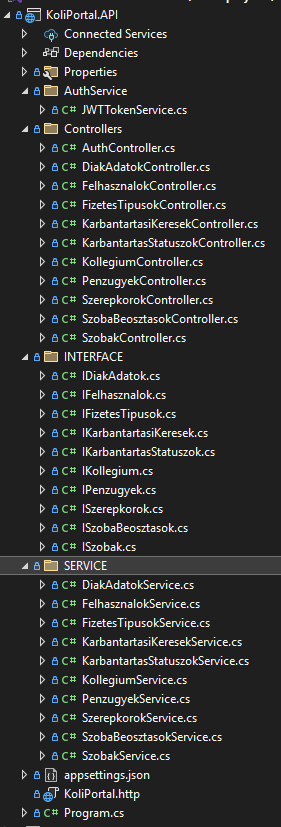 KoliPortal.API
Connected Services
Dependencies
Properties
AuthService
C# JWTTokenService.cs
Controllers
C# AuthController.cs
C# DiakAdatokController.cs
C# FelhasznalokController.cs
C# FizetesTipusokController.cs
C# KarbantartasiKeresekController.cs
C# KarbantartasStatuszokController.cs
C# KollegiumController.cs
C# PenzugyekController.cs
C# SzerepkorokController.cs
C# SzobaBeosztasokController.cs
C# SzobakController.cs
INTERFACE
C# IDiakAdatok.cs
C# IFelhasznalok.cs
C# IFizetesTipusok.cs
C# IKarbantartasiKeresek.cs
C# IKarbantartasStatuszok.cs
C# IKollegium.cs
C# IPenzugyek.cs
C# ISzerepkorok.cs
C# ISzobaBeosztasok.cs
C# ISzobak.cs
SERVICE
C# DiakAdatokService.cs
C# FelhasznalokService.cs
C# FizetesTipusokService.cs
C# KarbantartasiKeresekService.cs
C# KarbantartasStatuszokService.cs
C# KollegiumService.cs
C# PenzugyekService.cs
C# SzerepkorokService.cs
C# SzobaBeosztasokService.cs
C# SzobakService.cs
appsettings.json
KoliPortal.http
C# Program.cs